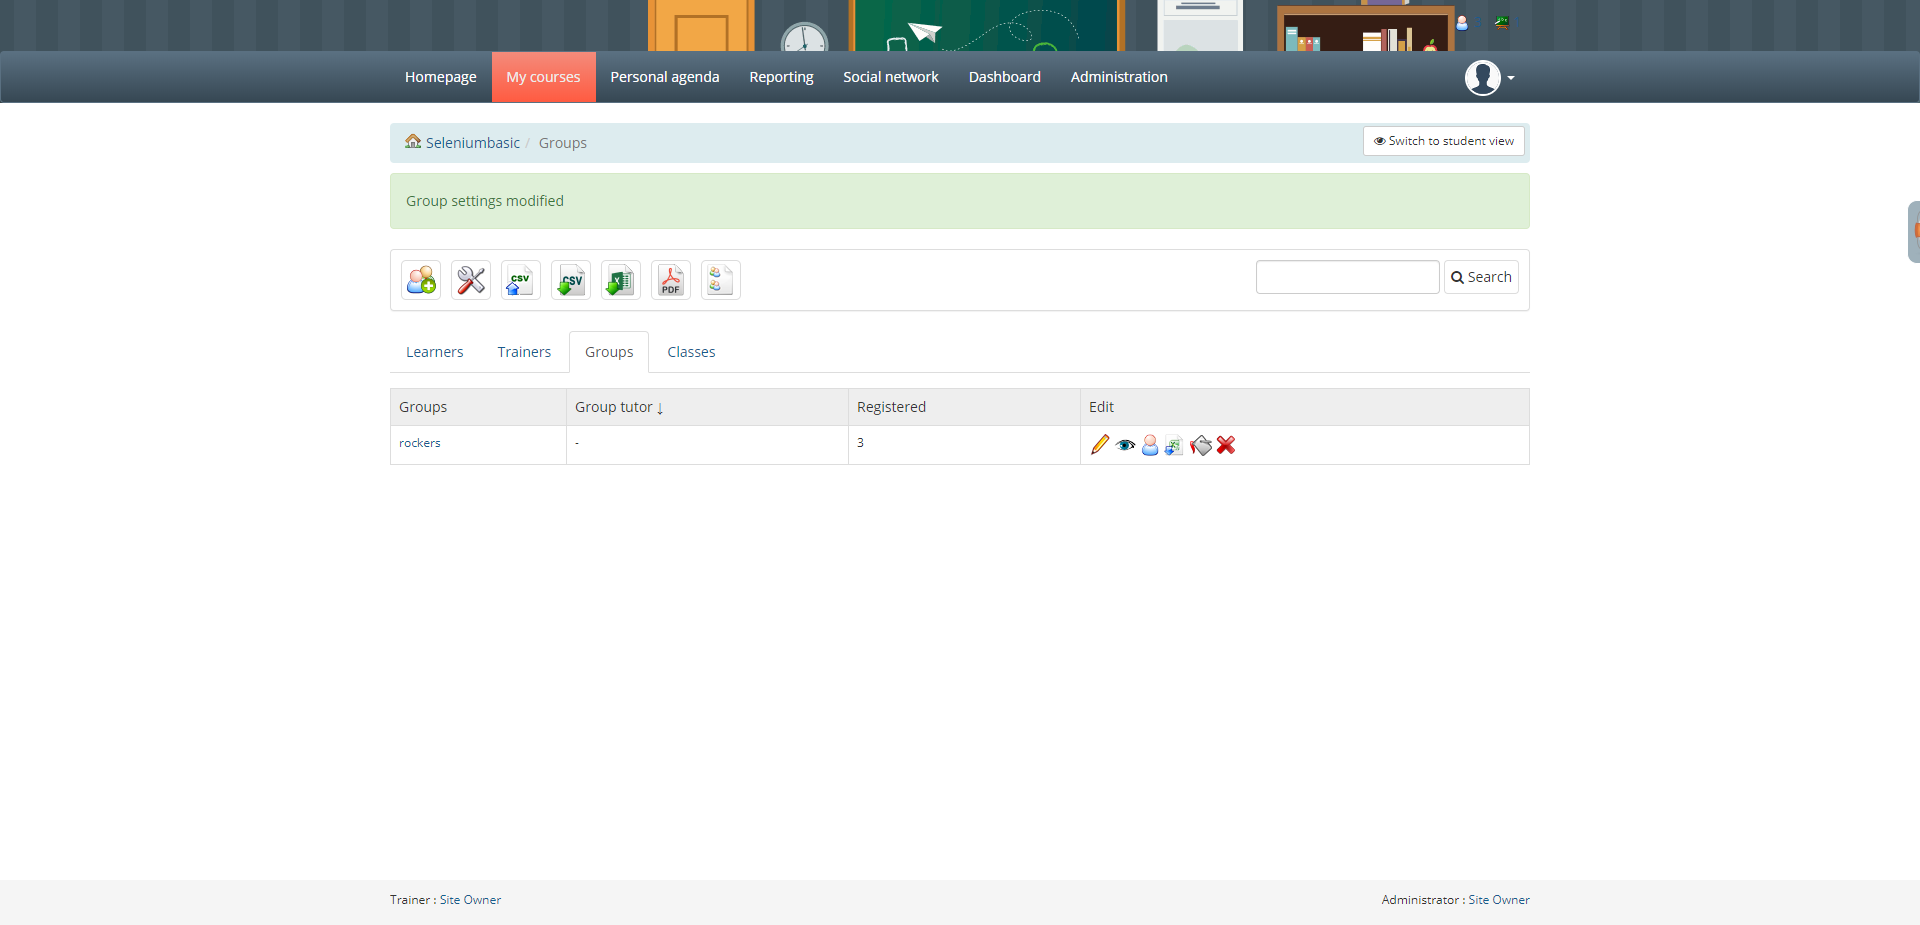 Homepage My courses Personal agenda Reporting Social network Dashboard Administration
Seleniumbasic / Groups
Switch to student view
Group settings modified
CSV CSV PDF
Search
Learners Trainers Groups Classes
Groups Group tutor ↓ Registered Edit
rockers - 3
Trainer : Site Owner
Administrator : Site Owner